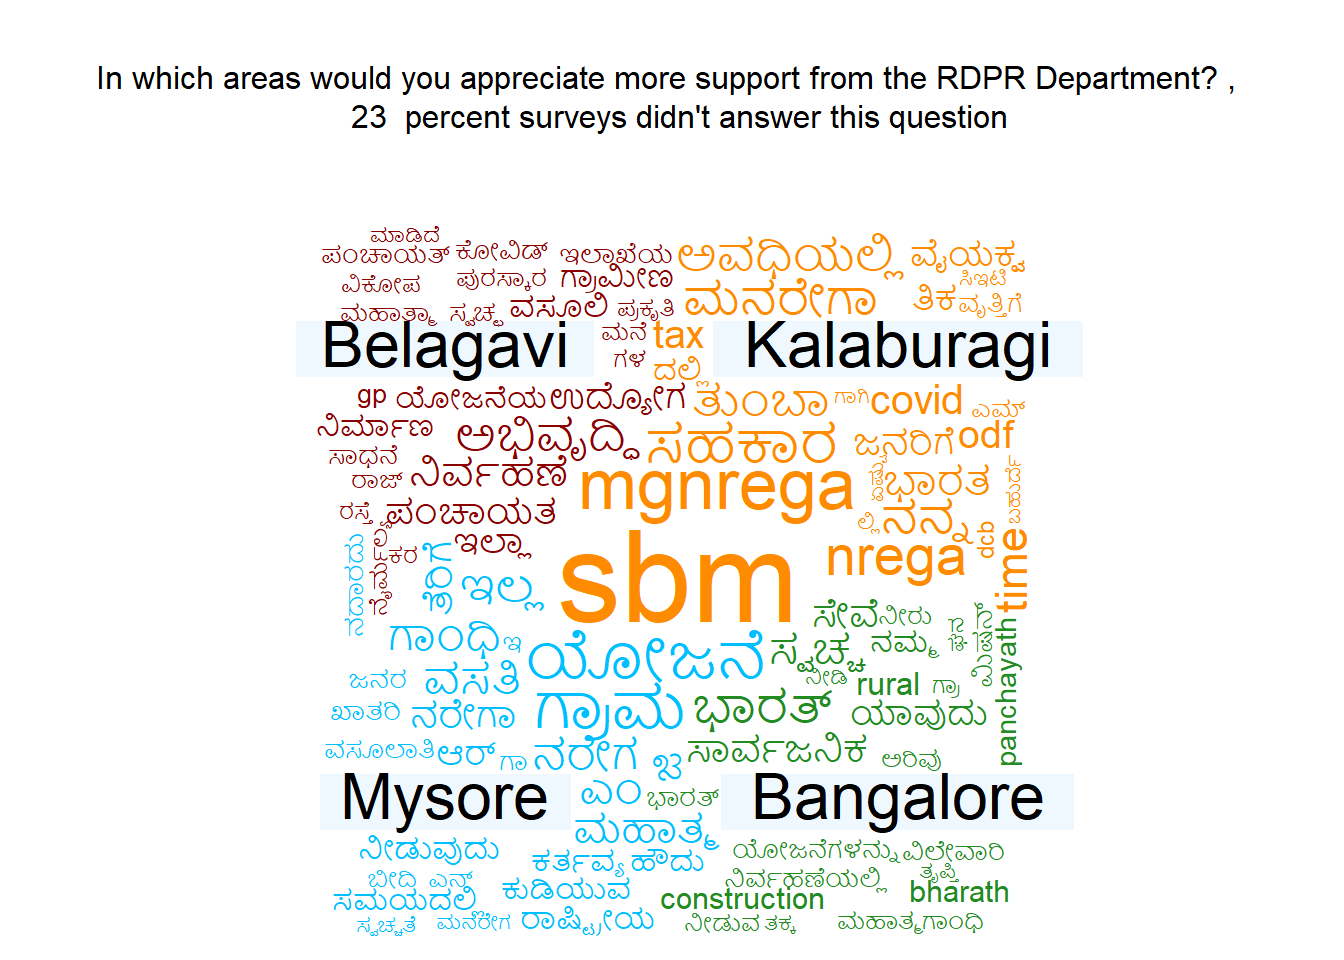 In which areas would you appreciate more support from the RDPR Department? ,
23 percent surveys didn't answer this question
ಮಾಡಿದೆ
ಪಂಚಾಯತ್ ಕೋವಿಡ್ ಇಲಾಖೆಯ ಅವಧಿಯಲ್ಲಿ ವೈಯಕ್ವ
ವಿಕೋಪ ಪುರಸ್ಕಾರ ಗ್ರಾಮೀಣ ಸಿಇಟಿ
ಮಹಾತ್ಮಾ ಸ್ವಚ್ಛ ವಸೂಲಿ ಪ್ರಕೃತಿ ಮನರೇಗಾ ತಿಕ ವೃತ್ತಿಗೆ
Belagavi ಮನೆ tax Kalaburagi
ಗಳ ದಲ್ಲಿ
gp ಯೋಜನೆಯ ಉದ್ಯೋಗ ತುಂಬಾ ಗಾಗಿ covid ಎಮ್
ನಿರ್ಮಾಣ ಅಭಿವೃದ್ಧಿ ಸಹಕಾರ ಜನರಿಗೆ odf
ಸಾಧನೆ
ರಾಜ್ ನಿರ್ವಹಣೆ mgnrega ಭಾರತ
ರಸ್ತೆ ಪಂಚಾಯತ ಲ್ಲಿ ನನ್ನ
ಕರ ಇಲ್ಲಾ nrega dcb time
ಇಲ್ಲ sbm
ಸೇವೆ ನೀರು
ಗಾಂಧಿ ಇ ಯೋಜನೆ ಸ್ವಚ್ಚ ನಮ್ಮ ಮಿಷನ್ panchayath
ಜನರ ವಸತಿ ನೀಡಿ rural ಗ್ರಾ
ಖಾತರಿ ನರೇಗಾ ಗ್ರಾಮ ಭಾರತ್ ಯಾವುದು
ವಸೂಲಾತಿ ಆರ್ ಗಾ ನರೇಗ ಸಾರ್ವಜನಿಕ ಅರಿವು
Mysore ಎಂ ಭಾರತ್ Bangalore
ಮಹಾತ್ಮ
ನೀಡುವುದು ಕರ್ತವ್ಯ ಹೌದು ಯೋಜನೆಗಳನ್ನು ವಿಲೇವಾರಿ
ಬೀದಿ ಎನ್ ಕುಡಿಯುವ ನಿರ್ವಹಣೆಯಲ್ಲಿ ತೃಪ್ತಿ
ಸಮಯದಲಿ construction bharath
ಸ್ವಚ್ಚತೆ ಮನೆರೇಗ ರಾಷ್ಟ್ರೀಯ ನೀಡುವ ತಕ್ಕ ಮಹಾತ್ಮಗಾಂಧಿ